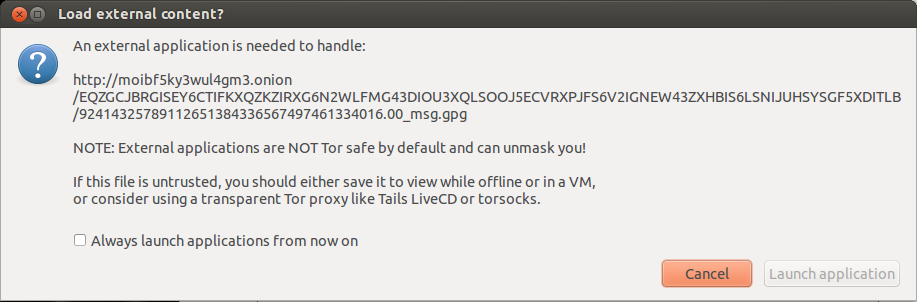 Load external content?
An external application is needed to handle:
http://moibf5ky3wul4gm3.onion
/EQZGCJBRGISEY6CTIFKXQZKZIRXG6N2WLFMG43DIOU3XQLSOOJ5ECVRXPJFS6V2IGNEW43ZXHBIS6LSNIJUHSYSGF5XDITLB
/9241432578911265138433656749746133​4016.00_msg.gpg
NOTE: External applications are NOT Tor safe by default and can unmask you!
If this file is untrusted, you should either save it to view while offline or in a VM,
or consider using a transparent Tor proxy like Tails LiveCD or torsocks.
Always launch applications from now on
Cancel
Launch application